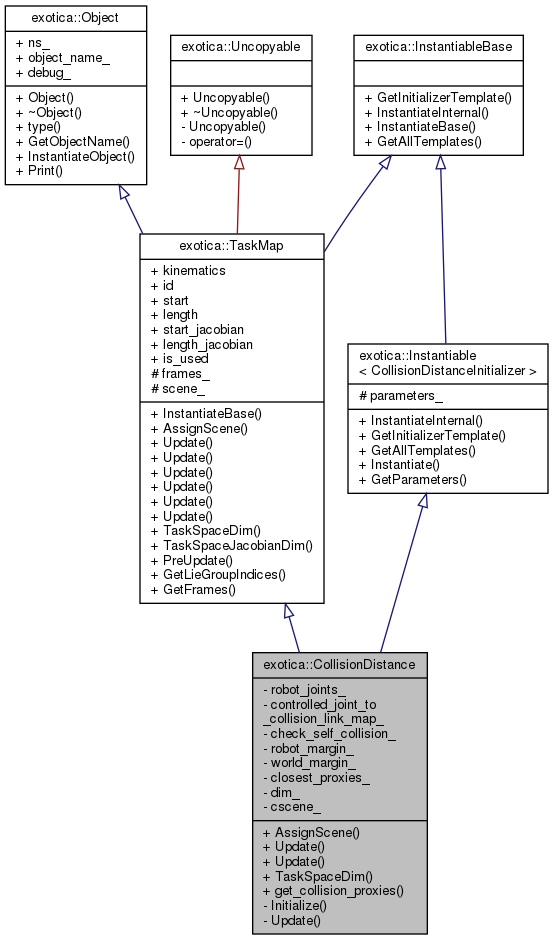 exotica::Object
+ ns_
+ object_name_
+ debug_
+ Object()
+ ~Object()
+ type()
+ GetObjectName()
+ InstantiateObject()
+ Print()
exotica::Uncopyable
+ Uncopyable()
+ ~Uncopyable()
- Uncopyable()
- operator=()
exotica::InstantiableBase
+ GetInitializerTemplate()
+ InstantiateInternal()
+ InstantiateBase()
+ GetAllTemplates()
exotica::TaskMap
+ kinematics
+ id
+ start
+ length
+ start_jacobian
+ length_jacobian
+ is_used
# frames_
# scene_
+ InstantiateBase()
+ AssignScene()
+ Update()
+ Update()
+ Update()
+ Update()
+ Update()
+ Update()
+ TaskSpaceDim()
+ TaskSpaceJacobianDim()
+ PreUpdate()
+ GetLieGroupIndices()
+ GetFrames()
exotica::Instantiable
< CollisionDistanceInitializer >
# parameters_
+ InstantiateInternal()
+ GetInitializerTemplate()
+ GetAllTemplates()
+ Instantiate()
+ GetParameters()
exotica::CollisionDistance
- robot_joints_
- controlled_joint_to
_collision_link_map_
- check_self_collision_
- robot_margin_
- world_margin_
- closest_proxies_
- dim_
- cscene_
+ AssignScene()
+ Update()
+ Update()
+ TaskSpaceDim()
+ get_collision_proxies()
- Initialize()
- Update()